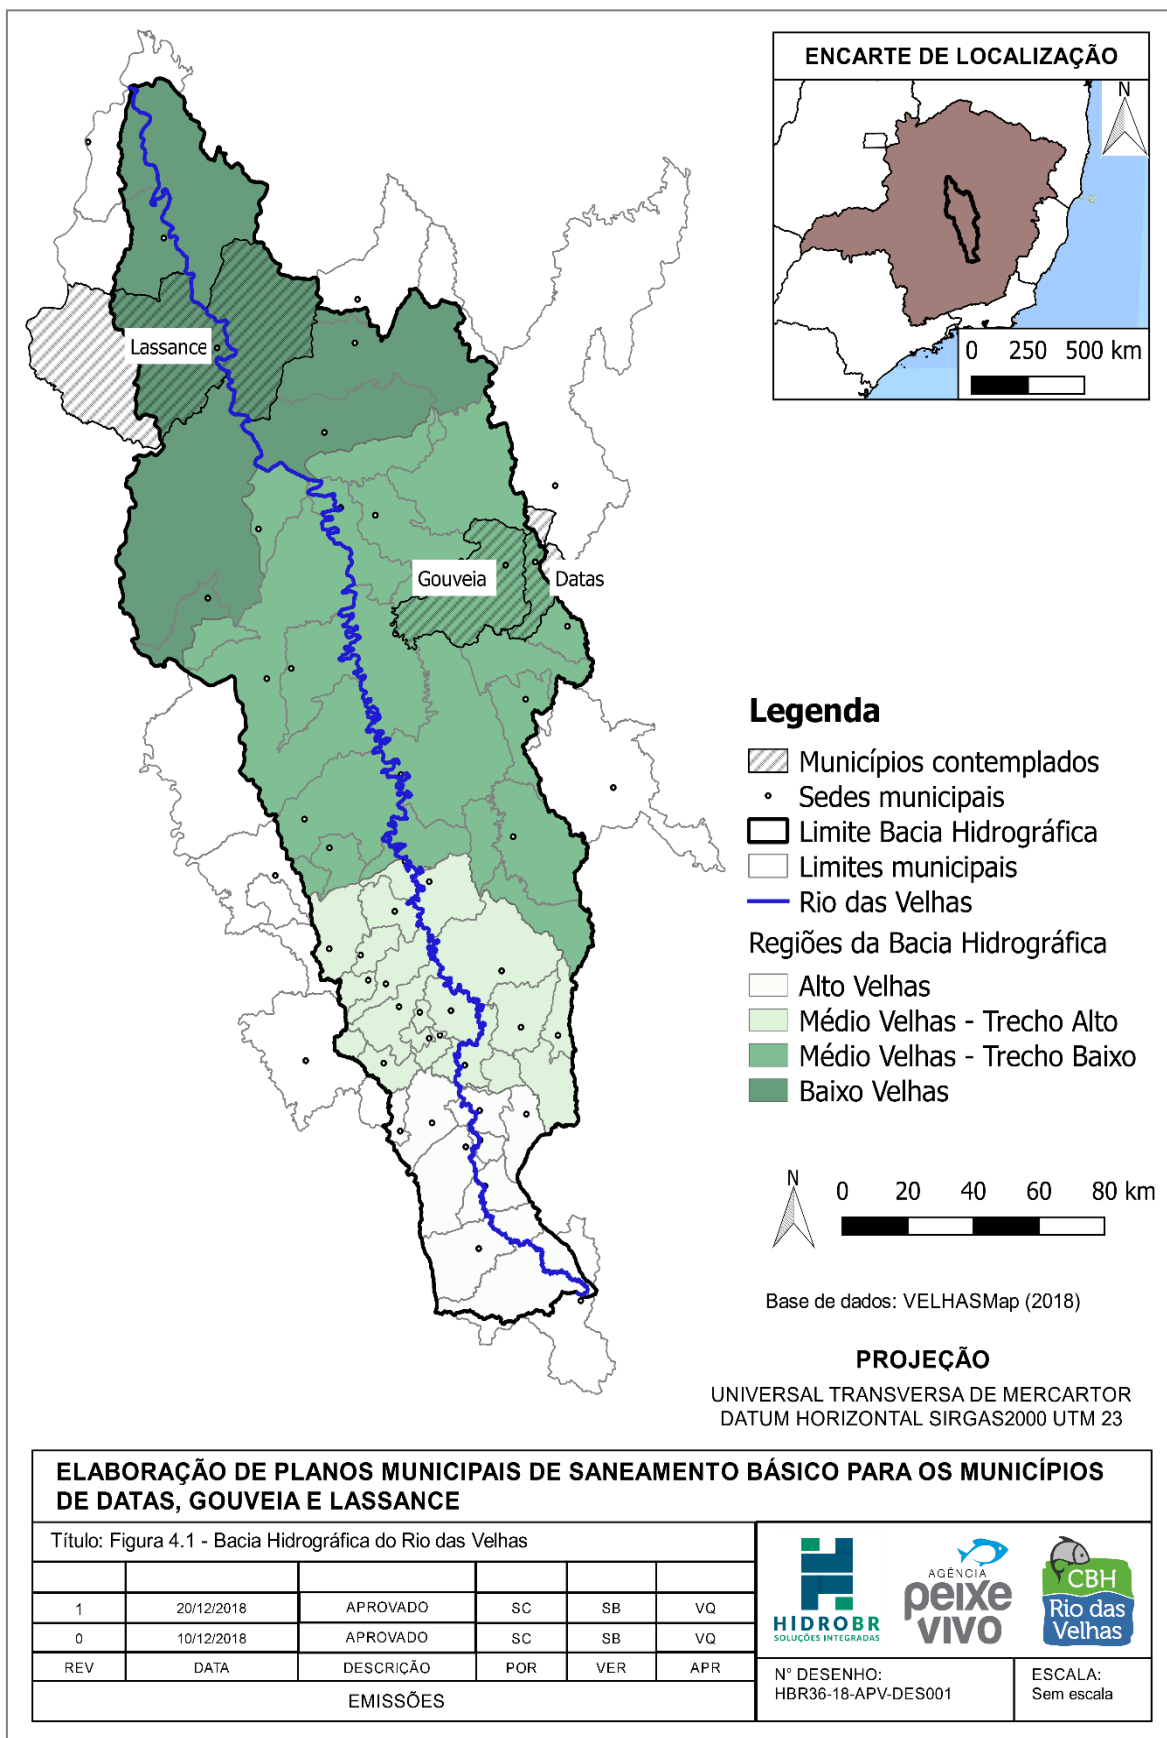 ENCARTE DE LOCALIZAÇÃO
N
0 250 500 km
Lassance
Gouveia
Datas
Legenda
Municípios contemplados
Sedes municipais
Limite Bacia Hidrográfica
Limites municipais
Rio das Velhas
Regiões da Bacia Hidrográfica
Alto Velhas
Médio Velhas - Trecho Alto
Médio Velhas - Trecho Baixo
Baixo Velhas
N
0 20 40 60 80 km
Base de dados: VELHASMap (2018)
PROJEÇÃO
UNIVERSAL TRANSVERSA DE MERCARTOR
DATUM HORIZONTAL SIRGAS2000 UTM 23
ELABORAÇÃO DE PLANOS MUNICIPAIS DE SANEAMENTO BÁSICO PARA OS MUNICÍPIOS
DE DATAS, GOUVEIA E LASSANCE
Título: Figura 4.1 - Bacia Hidrográfica do Rio das Velhas
1 20/12/2018 APROVADO SC SB VQ
0 10/12/2018 APROVADO SC SB VQ
REV DATA DESCRIÇÃO POR VER APR
EMISSÕES
HIDROBR
SOLUÇÕES INTEGRADAS
AGÊNCIA
peixe
vivo
CBH
Rio das
Velhas
N° DESENHO:
HBR36-18-APV-DES001
ESCALA:
Sem escala